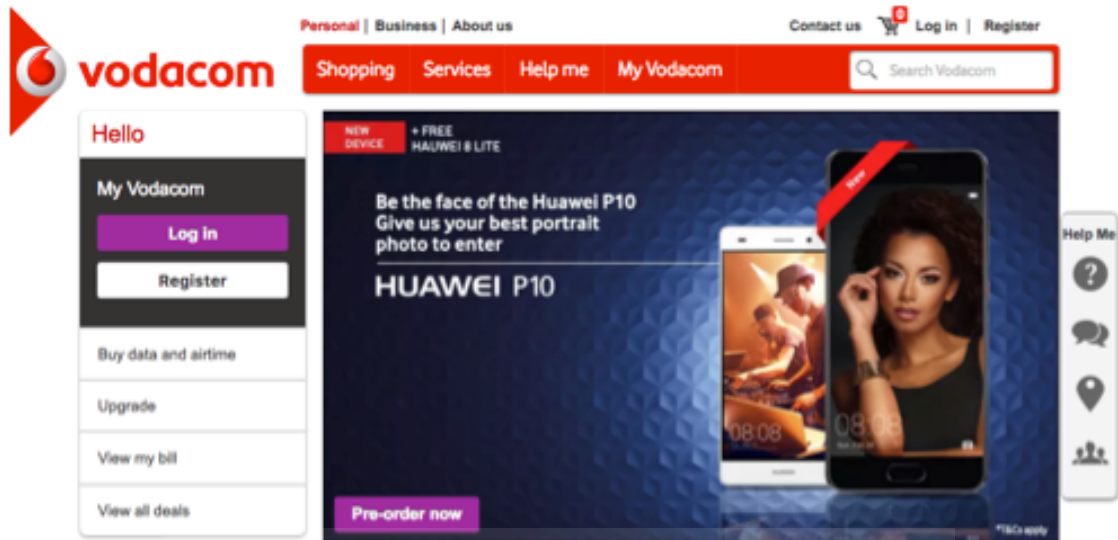 Personal | Business | About us
Contact us 0 Log in | Register
vodacom
Shopping Services Help me My Vodacom
Search Vodacom
Hello
My Vodacom
Log in
Register
Buy data and airtime
Upgrade
View my bill
View all deals
NEW
DEVICE
+ FREE
HAUWEI 8 LITE
Be the face of the Huawei P10
Give us your best portrait
photo to enter
HUAWEI P10
New
08:08
08:08
Pre-order now
*T&Cs apply
Help Me